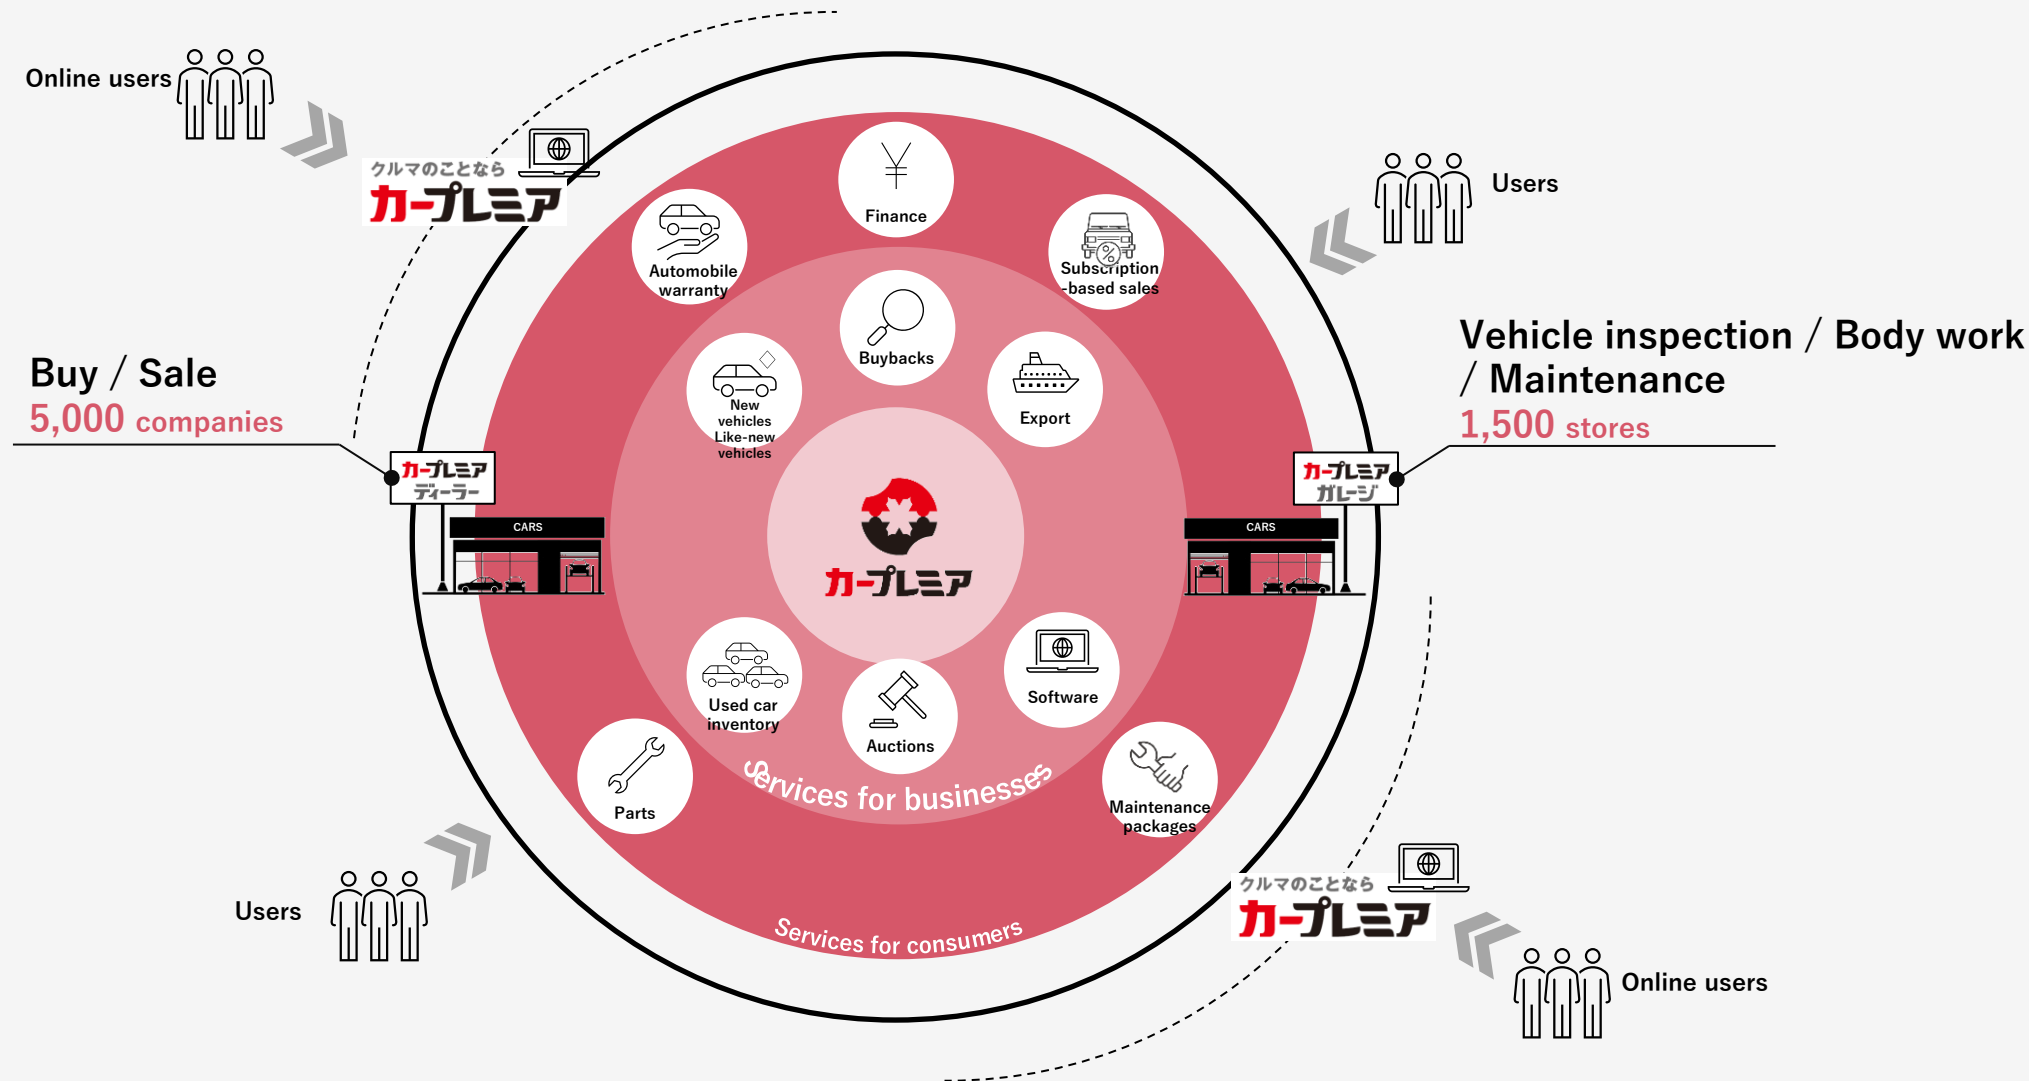 Online users
クルマのことなら
カープレミア
Users
Finance
Automobile
warranty
Subscription
-based sales
Buybacks
New
vehicles
Like-new
vehicles
Export
Buy / Sale
5,000 companies
Vehicle inspection / Body work
/ Maintenance
1,500 stores
カープレミア
ディーラー
CARS
カープレミア
ガレージ
CARS
カープレミア
Used car
inventory
Auctions
Software
Services for businesses
Parts
Maintenance
packages
Services for consumers
Users
クルマのことなら
カープレミア
Online users